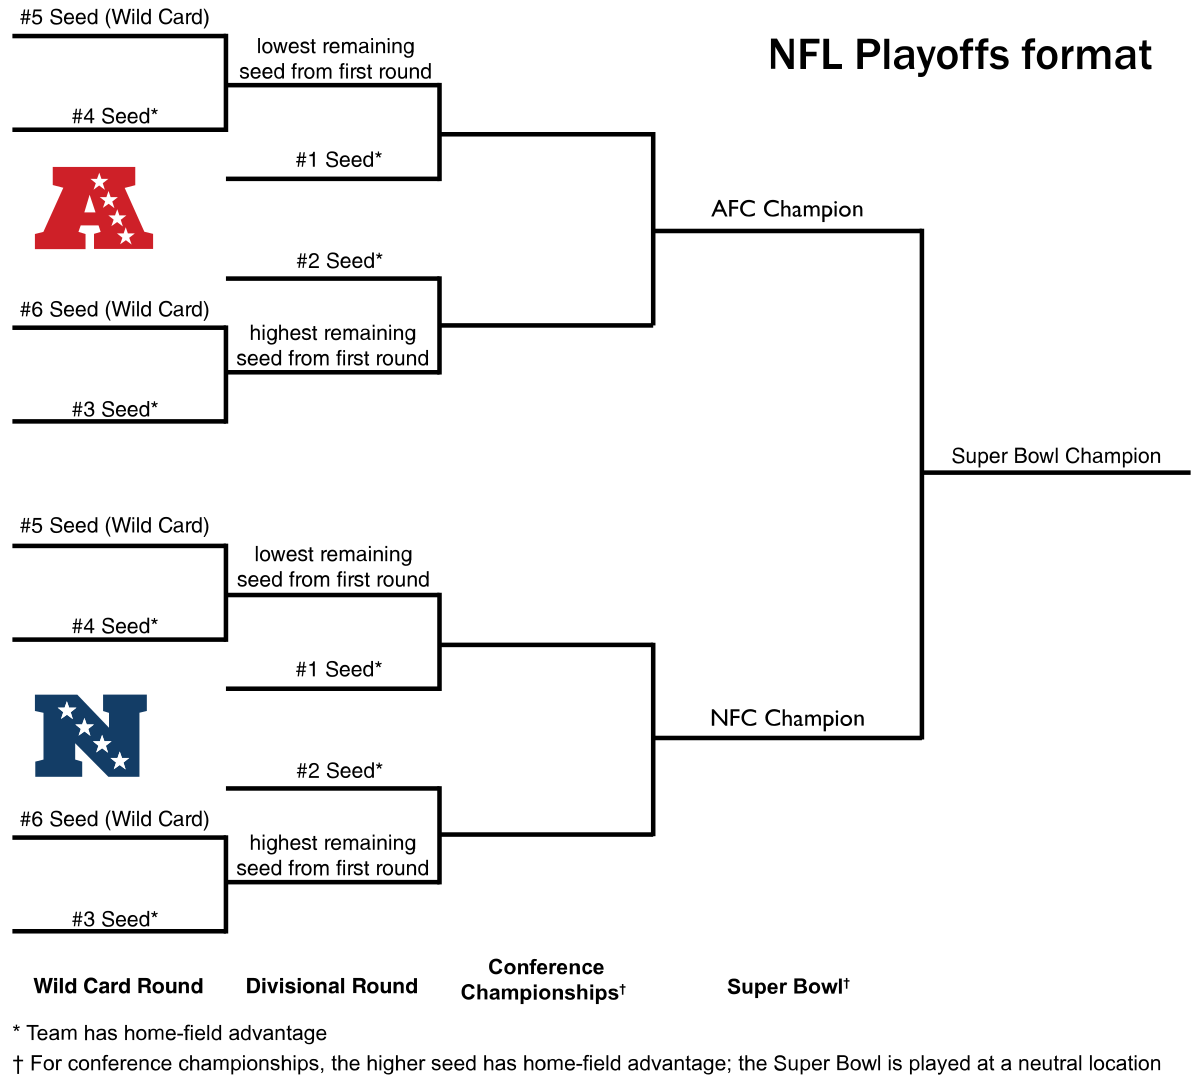 NFL Playoffs format
#5 Seed (Wild Card)
lowest remaining
seed from first round
#4 Seed*
#1 Seed*
A
AFC Champion
#2 Seed*
#6 Seed (Wild Card)
highest remaining
seed from first round
#3 Seed*
Super Bowl Champion
#5 Seed (Wild Card)
lowest remaining
seed from first round
#4 Seed*
#1 Seed*
N
NFC Champion
#2 Seed*
#6 Seed (Wild Card)
highest remaining
seed from first round
#3 Seed*
Wild Card Round
Divisional Round
Conference
Championships†
Super Bowl†
* Team has home-field advantage
† For conference championships, the higher seed has home-field advantage; the Super Bowl is played at a neutral location